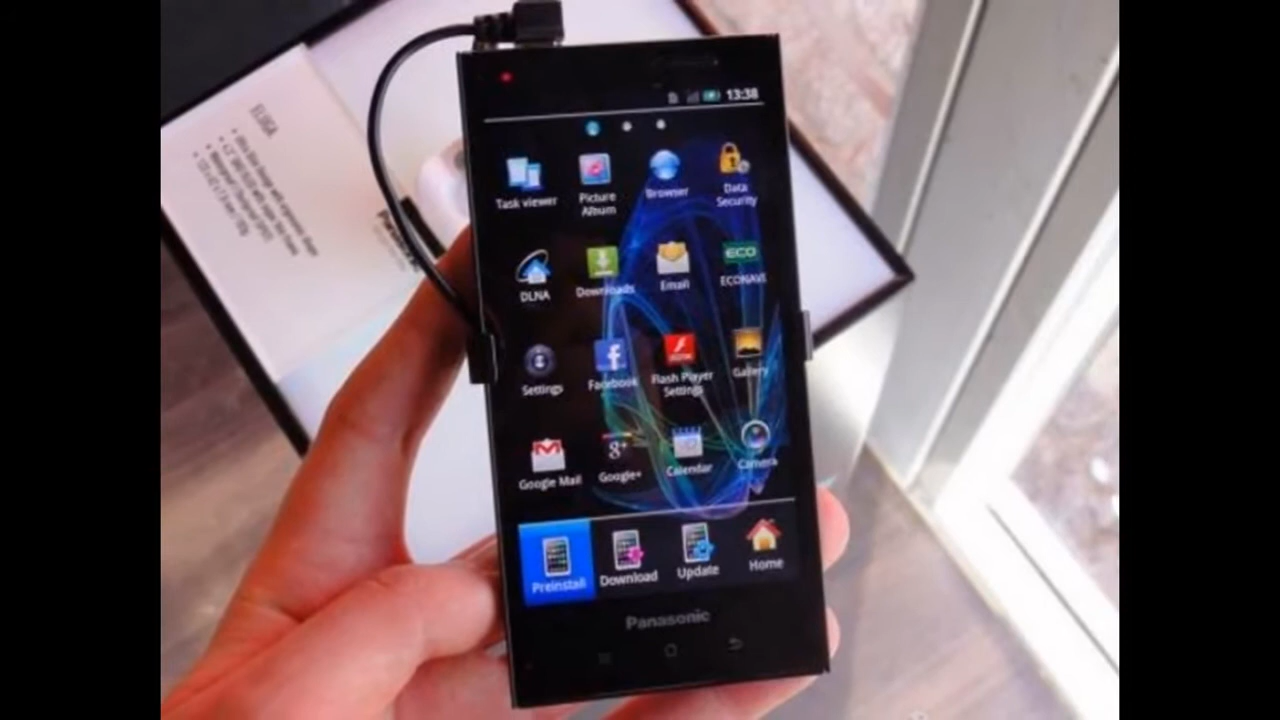 13:38
Task viewer
Picture
Album
Browser
Data
Security
DLNA
Downloads
Email
ECO
ECONAVI
Settings
Facebook
Flash Player
Settings
Gallery
Google Mail
Google+
Calendar
Camera
Preinstall
Download
Update
Home
Panasonic
ELUGA